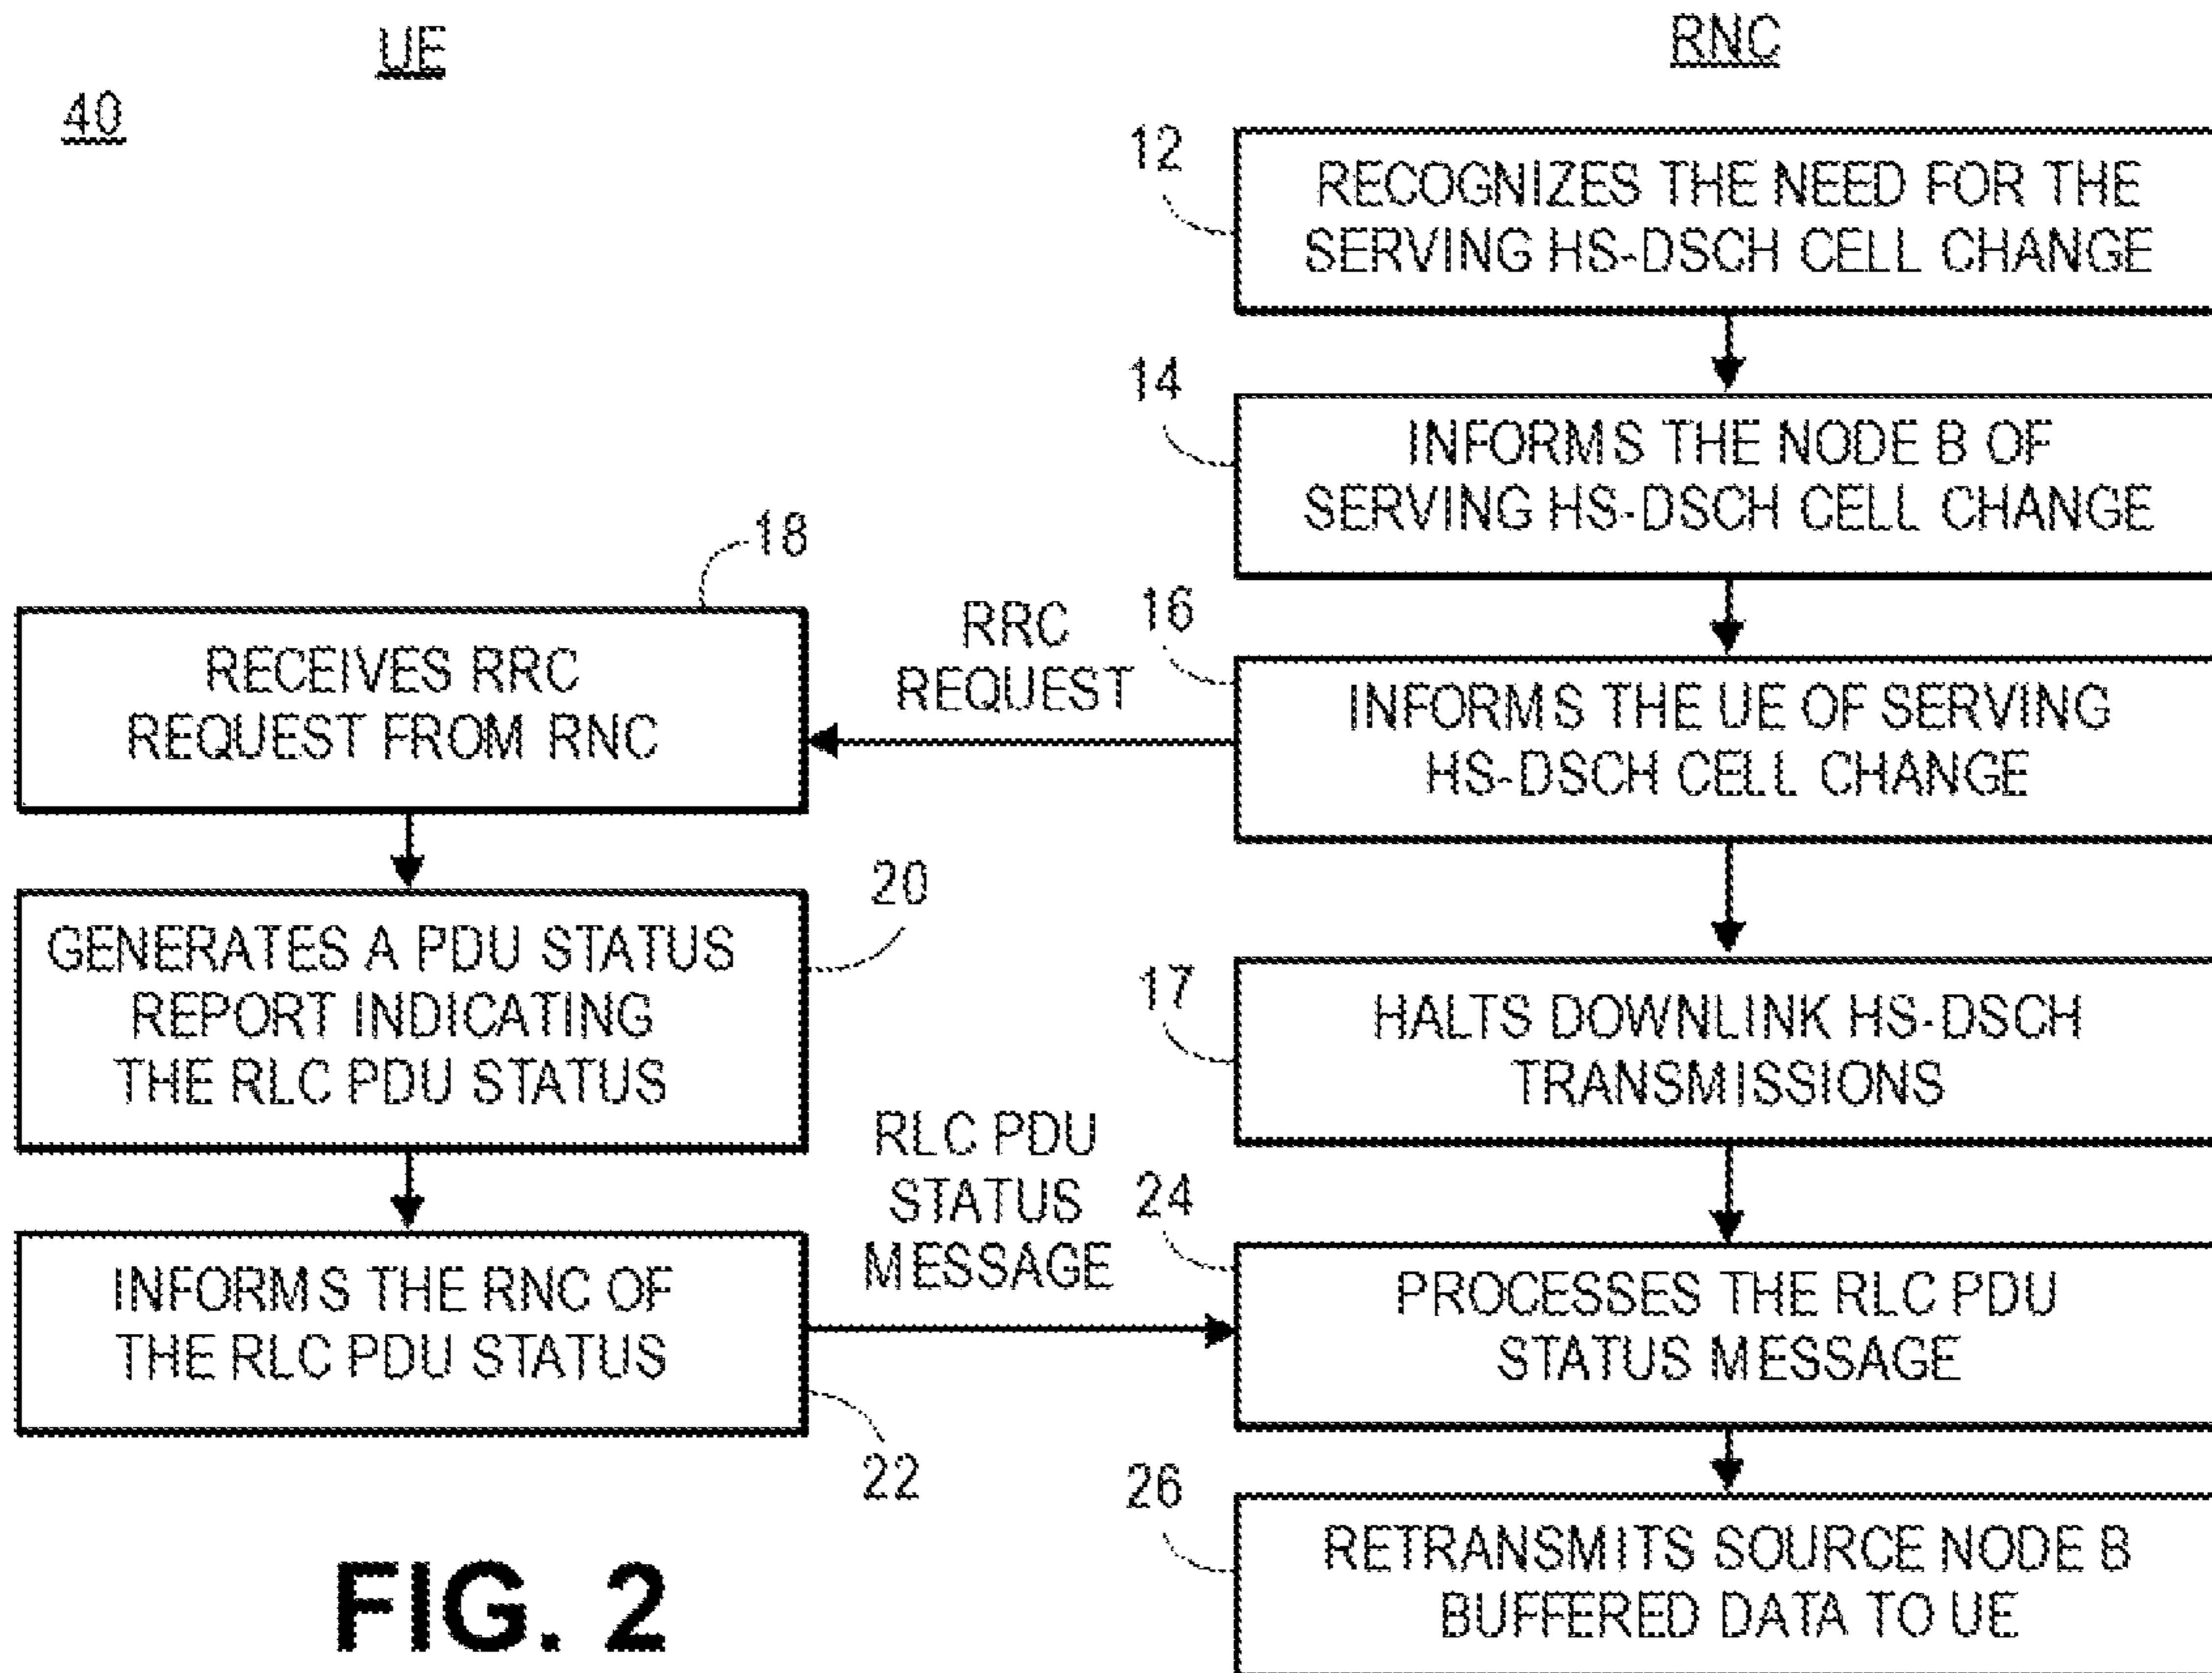 UE
RNC
40
12
RECOGNIZES THE NEED FOR THE
SERVING HS-DSCH CELL CHANGE
14
INFORMS THE NODE B OF
SERVING HS-DSCH CELL CHANGE
18
RECEIVES RRC
REQUEST FROM RNC
RRC
REQUEST
16
INFORMS THE UE OF SERVING
HS-DSCH CELL CHANGE
20
GENERATES A PDU STATUS
REPORT INDICATING
THE RLC PDU STATUS
17
HALTS DOWNLINK HS-DSCH
TRANSMISSIONS
RLC PDU
STATUS
MESSAGE
24
INFORMS THE RNC OF
THE RLC PDU STATUS
22
PROCESSES THE RLC PDU
STATUS MESSAGE
26
RETRANSMITS SOURCE NODE B
BUFFERED DATA TO UE
FIG. 2